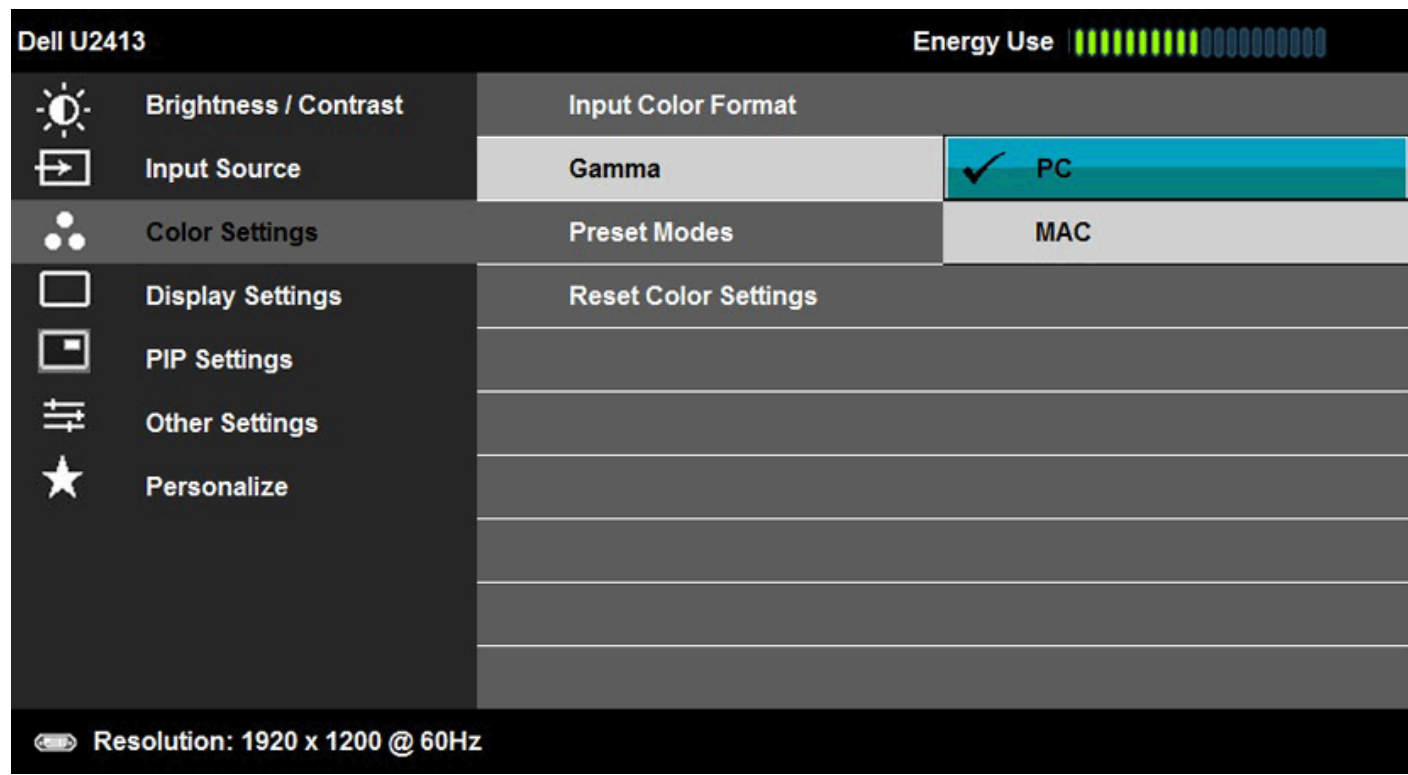 Dell U2413 Energy Use
Brightness / Contrast Input Color Format
Input Source Gamma PC
Color Settings Preset Modes MAC
Display Settings Reset Color Settings
PIP Settings
Other Settings
Personalize
Resolution: 1920 x 1200 @ 60Hz